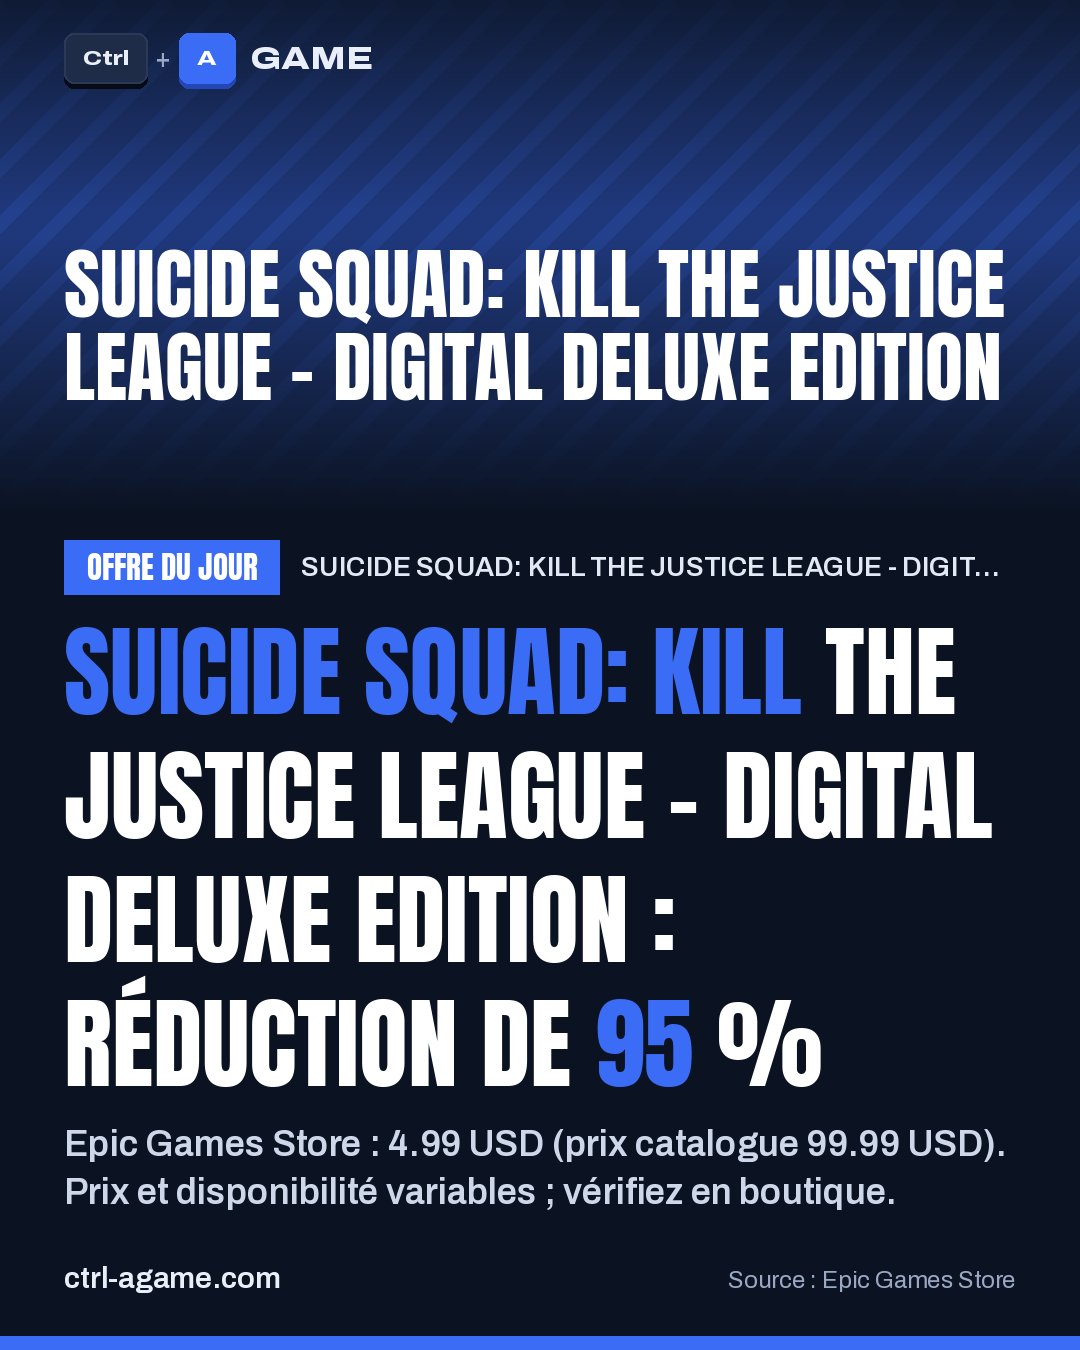 Ctrl + A GAME
SUICIDE SQUAD: KILL THE JUSTICE
LEAGUE - DIGITAL DELUXE EDITION
OFFRE DU JOUR SUICIDE SQUAD: KILL THE JUSTICE LEAGUE - DIGIT...
SUICIDE SQUAD: KILL THE
JUSTICE LEAGUE - DIGITAL
DELUXE EDITION :
RÉDUCTION DE 95 %
Epic Games Store : 4.99 USD (prix catalogue 99.99 USD).
Prix et disponibilité variables ; vérifiez en boutique.
ctrl-agame.com Source : Epic Games Store